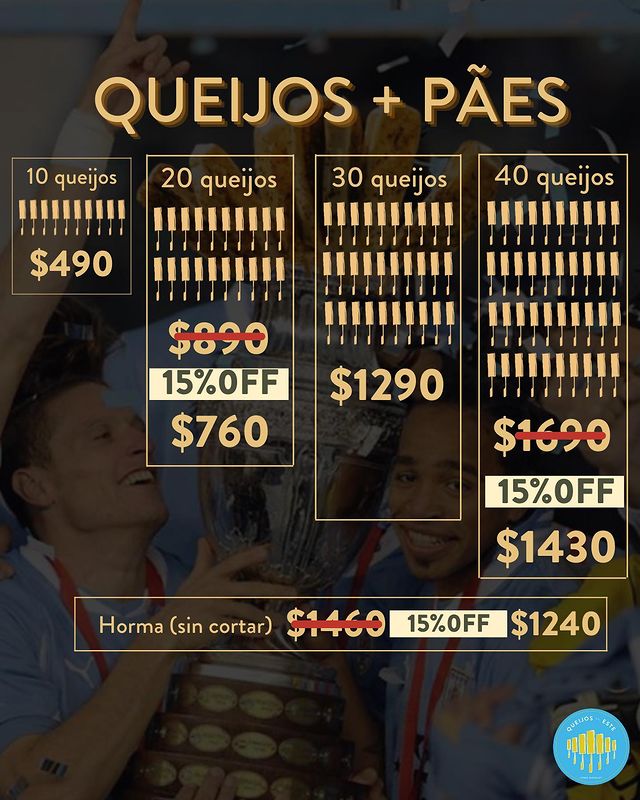 QUEIJOS + PÃES
10 queijos
$490
20 queijos
$890
15%OFF
$760
30 queijos
$1290
40 queijos
$1690
15%OFF
$1430
Horma (sin cortar) $1460 15%OFF $1240
QUEIJOS DEL ESTE